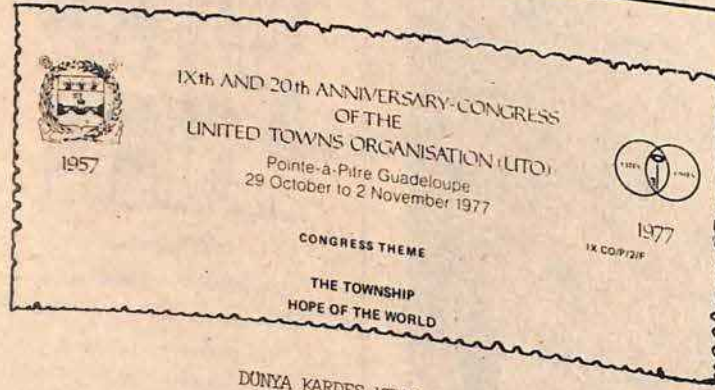 IXth AND 20th ANNIVERSARY-CONGRESS
OF THE
UNITED TOWNS ORGANISATION (UTO)
Pointe-à-Pitre Guadeloupe
29 October to 2 November 1977
1957
1977
IX CO/P/2/F
CONGRESS THEME
THE TOWNSHIP
HOPE OF THE WORLD
DÜNYA KARDEŞ